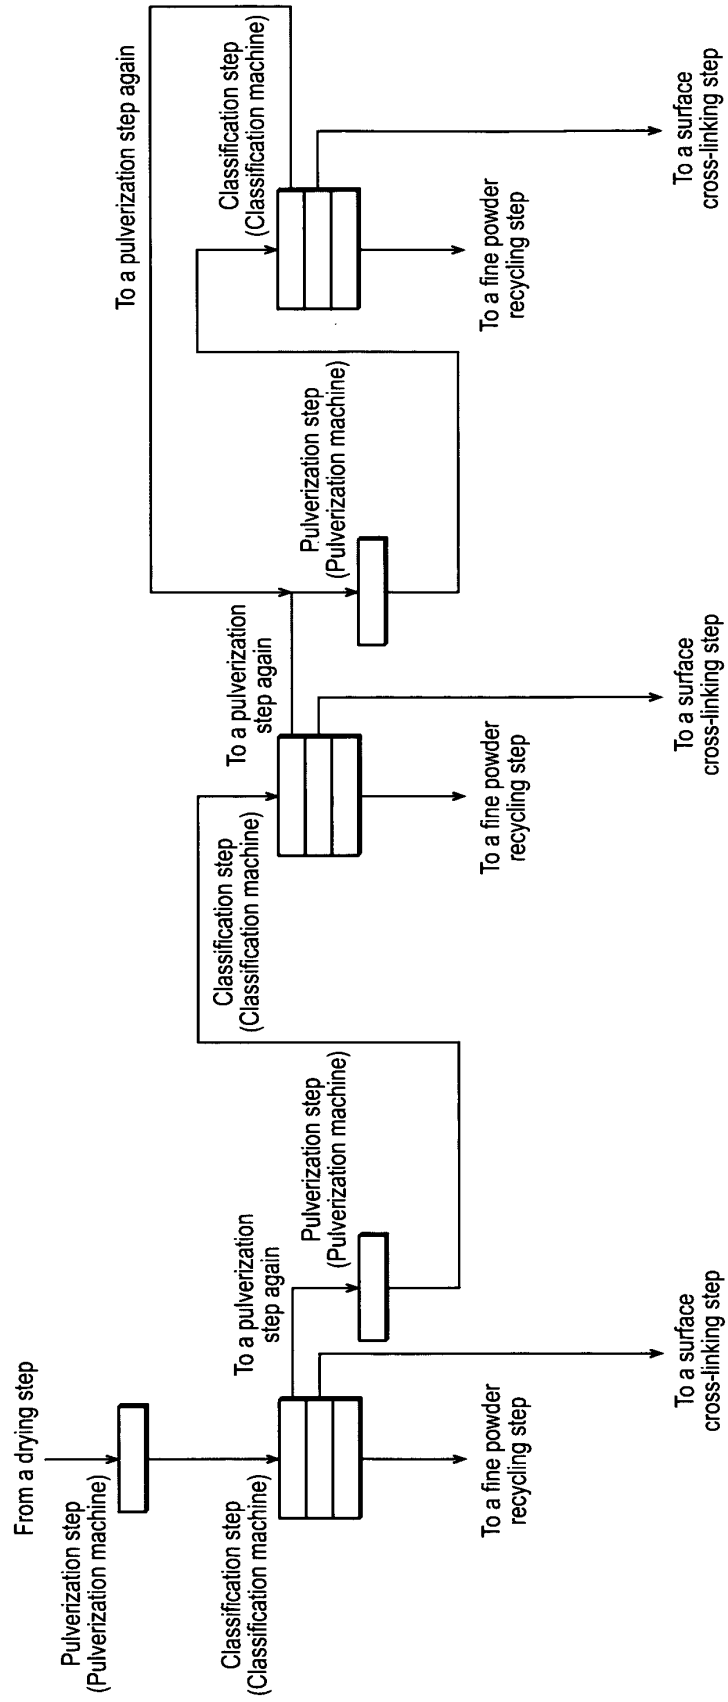 From a drying step
Pulverization step
(Pulverization machine)
Classification step
(Classification machine)
To a fine powder
recycling step
To a surface
cross-linking step
To a pulverization
step again
Pulverization step
(Pulverization machine)
Classification step
(Classification machine)
To a fine powder
recycling step
To a surface
cross-linking step
To a pulverization
step again
Pulverization step
(Pulverization machine)
To a pulverization step again
Classification step
(Classification machine)
To a fine powder
recycling step
To a surface
cross-linking step